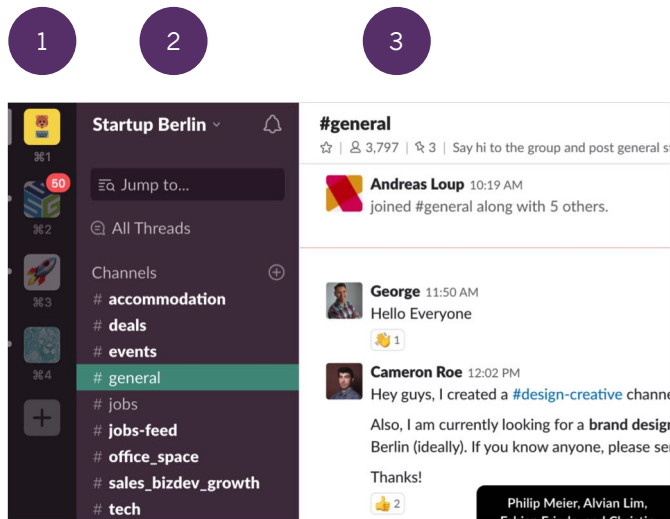 1
2
3
⌘1
50
⌘2
⌘3
⌘4
Startup Berlin
Jump to...
All Threads
Channels
# accommodation
# deals
# events
# general
# jobs
# jobs-feed
# office_space
# sales_bizdev_growth
# tech
#general
3,797 | 3 | Say hi to the group and post general
Andreas Loup 10:19 AM
joined #general along with 5 others.
George 11:50 AM
Hello Everyone
1
Cameron Roe 12:02 PM
Hey guys, I created a #design-creative
Also, I am currently looking for a brand
Berlin (ideally). If you know anyone, please
Thanks!
2
Philip Meier, Alvian Lim,